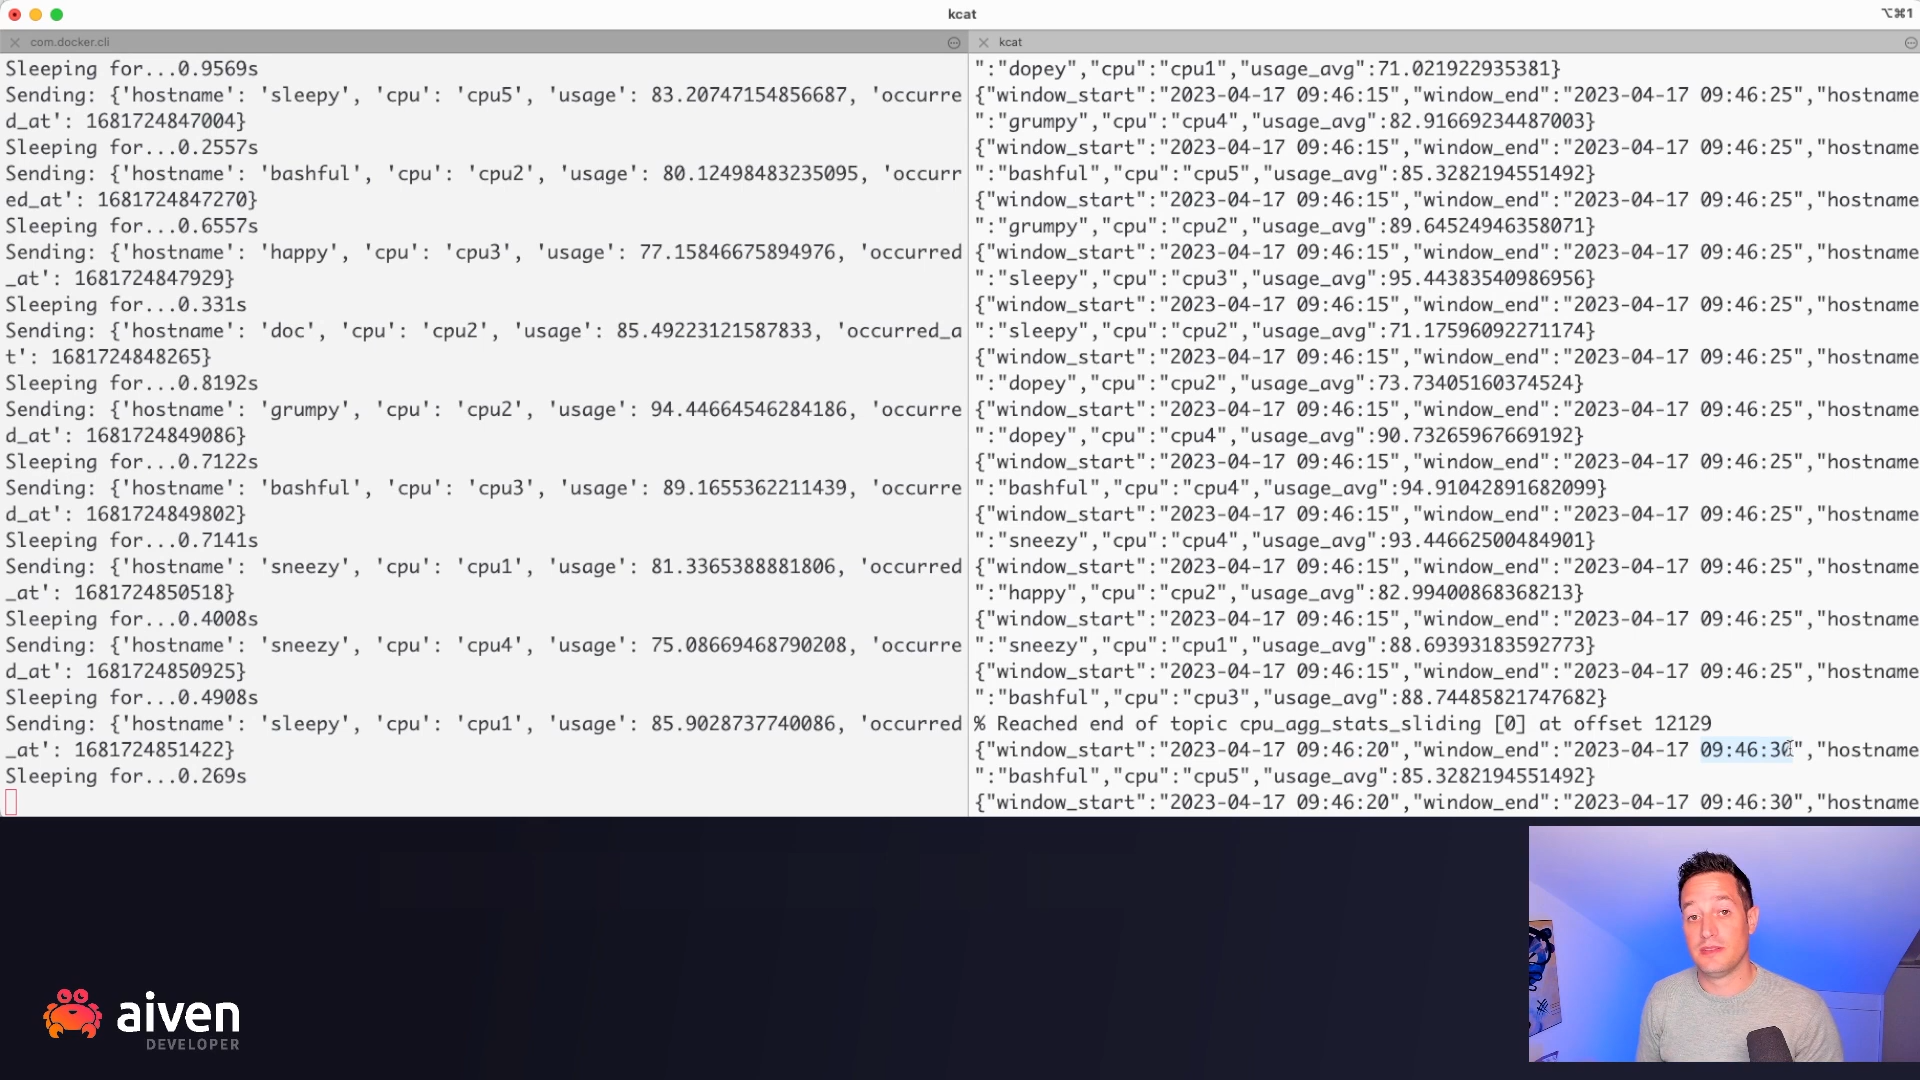 kcat
⌥⌘1
com.docker.cli
kcat
Sleeping for...0.9569s
Sending: {'hostname': 'sleepy', 'cpu': 'cpu5', 'usage': 83.20747154856687, 'occurre
d_at': 1681724847004}
Sleeping for...0.2557s
Sending: {'hostname': 'bashful', 'cpu': 'cpu2', 'usage': 80.12498483235095, 'occurr
ed_at': 1681724847270}
Sleeping for...0.6557s
Sending: {'hostname': 'happy', 'cpu': 'cpu3', 'usage': 77.15846675894976, 'occurred
_at': 1681724847929}
Sleeping for...0.331s
Sending: {'hostname': 'doc', 'cpu': 'cpu2', 'usage': 85.49223121587833, 'occurred_a
t': 1681724848265}
Sleeping for...0.8192s
Sending: {'hostname': 'grumpy', 'cpu': 'cpu2', 'usage': 94.44664546284186, 'occurre
d_at': 1681724849086}
Sleeping for...0.7122s
Sending: {'hostname': 'bashful', 'cpu': 'cpu3', 'usage': 89.1655362211439, 'occurre
d_at': 1681724849802}
Sleeping for...0.7141s
Sending: {'hostname': 'sneezy', 'cpu': 'cpu1', 'usage': 81.3365388881806, 'occurred
_at': 1681724850518}
Sleeping for...0.4008s
Sending: {'hostname': 'sneezy', 'cpu': 'cpu4', 'usage': 75.08669468790208, 'occurre
d_at': 1681724850925}
Sleeping for...0.4908s
Sending: {'hostname': 'sleepy', 'cpu': 'cpu1', 'usage': 85.9028737740086, 'occurred
_at': 1681724851422}
Sleeping for...0.269s
":"dopey","cpu":"cpu1","usage_avg":71.021922935381}
{"window_start":"2023-04-17 09:46:15","window_end":"2023-04-17 09:46:25","hostname
":"grumpy","cpu":"cpu4","usage_avg":82.91669234487003}
{"window_start":"2023-04-17 09:46:15","window_end":"2023-04-17 09:46:25","hostname
":"bashful","cpu":"cpu5","usage_avg":85.3282194551492}
{"window_start":"2023-04-17 09:46:15","window_end":"2023-04-17 09:46:25","hostname
":"grumpy","cpu":"cpu2","usage_avg":89.64524946358071}
{"window_start":"2023-04-17 09:46:15","window_end":"2023-04-17 09:46:25","hostname
":"sleepy","cpu":"cpu3","usage_avg":95.44383540986956}
{"window_start":"2023-04-17 09:46:15","window_end":"2023-04-17 09:46:25","hostname
":"sleepy","cpu":"cpu2","usage_avg":71.17596092271174}
{"window_start":"2023-04-17 09:46:15","window_end":"2023-04-17 09:46:25","hostname
":"dopey","cpu":"cpu2","usage_avg":73.73405160374524}
{"window_start":"2023-04-17 09:46:15","window_end":"2023-04-17 09:46:25","hostname
":"dopey","cpu":"cpu4","usage_avg":90.73265967669192}
{"window_start":"2023-04-17 09:46:15","window_end":"2023-04-17 09:46:25","hostname
":"bashful","cpu":"cpu4","usage_avg":94.91042891682099}
{"window_start":"2023-04-17 09:46:15","window_end":"2023-04-17 09:46:25","hostname
":"sneezy","cpu":"cpu4","usage_avg":93.44662500484901}
{"window_start":"2023-04-17 09:46:15","window_end":"2023-04-17 09:46:25","hostname
":"happy","cpu":"cpu2","usage_avg":82.99400868368213}
{"window_start":"2023-04-17 09:46:15","window_end":"2023-04-17 09:46:25","hostname
":"sneezy","cpu":"cpu1","usage_avg":88.69393183592773}
{"window_start":"2023-04-17 09:46:15","window_end":"2023-04-17 09:46:25","hostname
":"bashful","cpu":"cpu3","usage_avg":88.74485821747682}
% Reached end of topic cpu_agg_stats_sliding [0] at offset 12129
{"window_start":"2023-04-17 09:46:20","window_end":"2023-04-17 09:46:30","hostname
":"bashful","cpu":"cpu5","usage_avg":85.3282194551492}
{"window_start":"2023-04-17 09:46:20","window_end":"2023-04-17 09:46:30","hostname
aiven
DEVELOPER